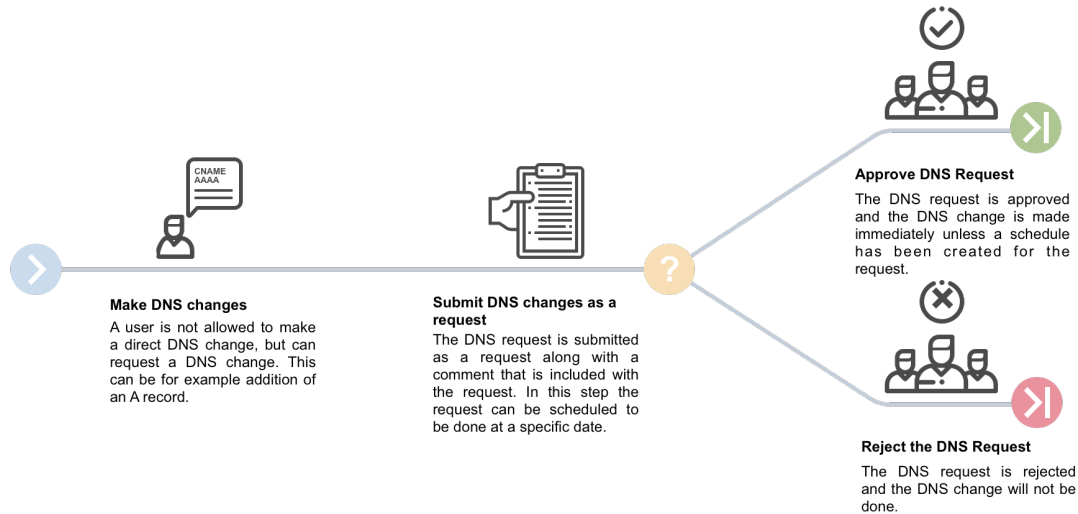 CNAME
AAAA
Make DNS changes
A user is not allowed to make
a direct DNS change, but can
request a DNS change. This
can be for example addition of
an A record.
Submit DNS changes as a
request
The DNS request is submitted
as a request along with a
comment that is included with
the request. In this step the
request can be scheduled to
be done at a specific date.
?
Approve DNS Request
The DNS request is approved
and the DNS change is made
immediately unless a schedule
has been created for the
request.
Reject the DNS Request
The DNS request is rejected
and the DNS change will not be
done.